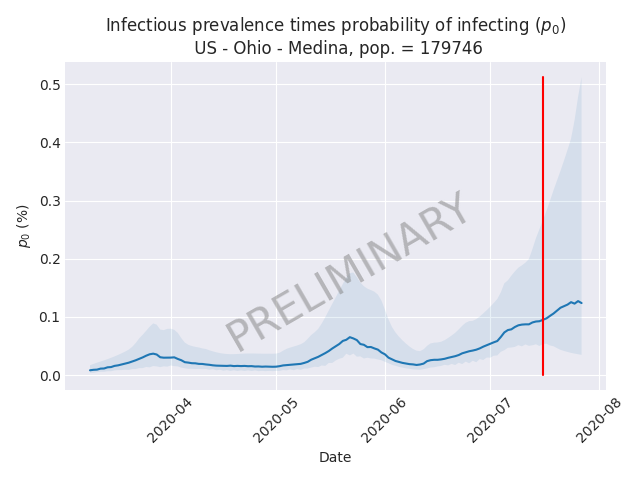 Infectious prevalence times probability of infecting (p₀)
US - Ohio - Medina, pop. = 179746
0.5
0.4
0.3
0.2
0.1
0.0
p₀ (%)
PRELIMINARY
2020-04
2020-05
2020-06
2020-07
2020-08
Date